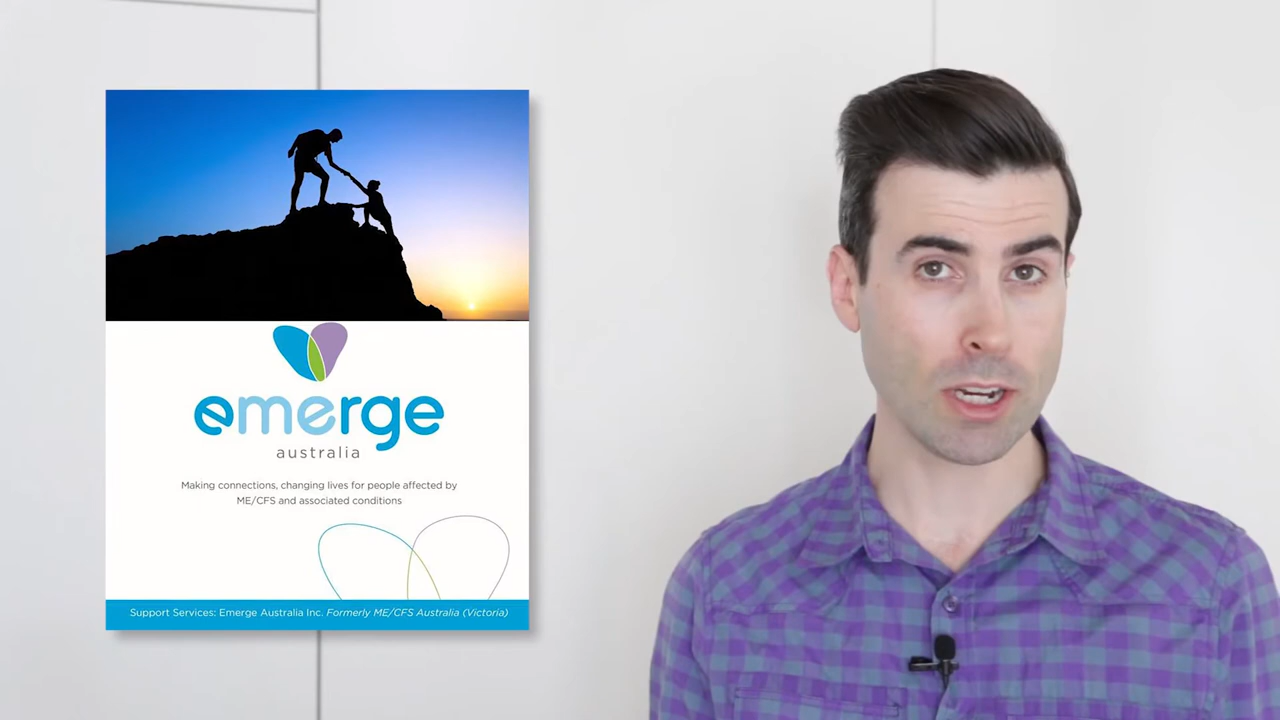 emerge
australia
Making connections, changing lives for people affected by
ME/CFS and associated conditions
Support Services: Emerge Australia Inc. Formerly ME/CFS Australia (Victoria)